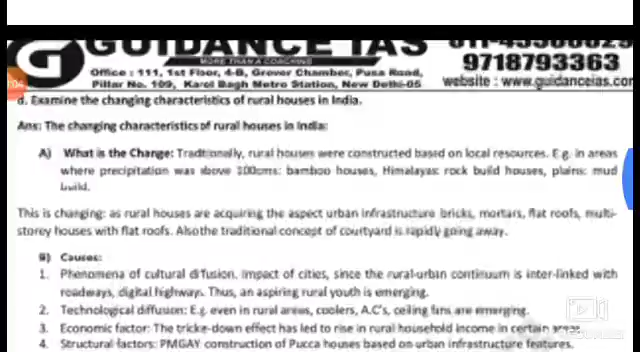 GUIDANCE IAS
MORE THAN A COACHING
Office : 111, 1st Floor, 4-B, Grover Chamber, Pusa Road,
Pillar No. 109, Karol Bagh Metro Station, New Delhi-05
9718793363
website : www.guidanceias.com
d. Examine the changing characteristics of rural houses in India.
Ans: The changing characteristics of rural houses in India:
A) What is the Change: Traditionally, rural houses were constructed based on local resources. E.g. in areas
where precipitation was above 100cms: bamboo houses, Himalayas: rock build houses, plains: mud
build.
This is changing: as rural houses are acquiring the aspect urban infrastructure bricks, mortars, flat roofs, multi-
storey houses with flat roofs. Also the traditional concept of courtyard is rapidly going away.
B) Causes:
1. Phenomena of cultural diffusion. Impact of cities, since the rural-urban continuum is inter-linked with
roadways, digital highway. Thus, an aspiring rural youth is emerging.
2. Technological diffusion: E.g. even in rural areas, coolers, A.C's, ceiling fans are emerging.
3. Economic factor: The tricke-down effect has led to rise in rural household income in certain areas.
4. Structural factors: PMGAY construction of Pucca houses based on urban infrastructure features.